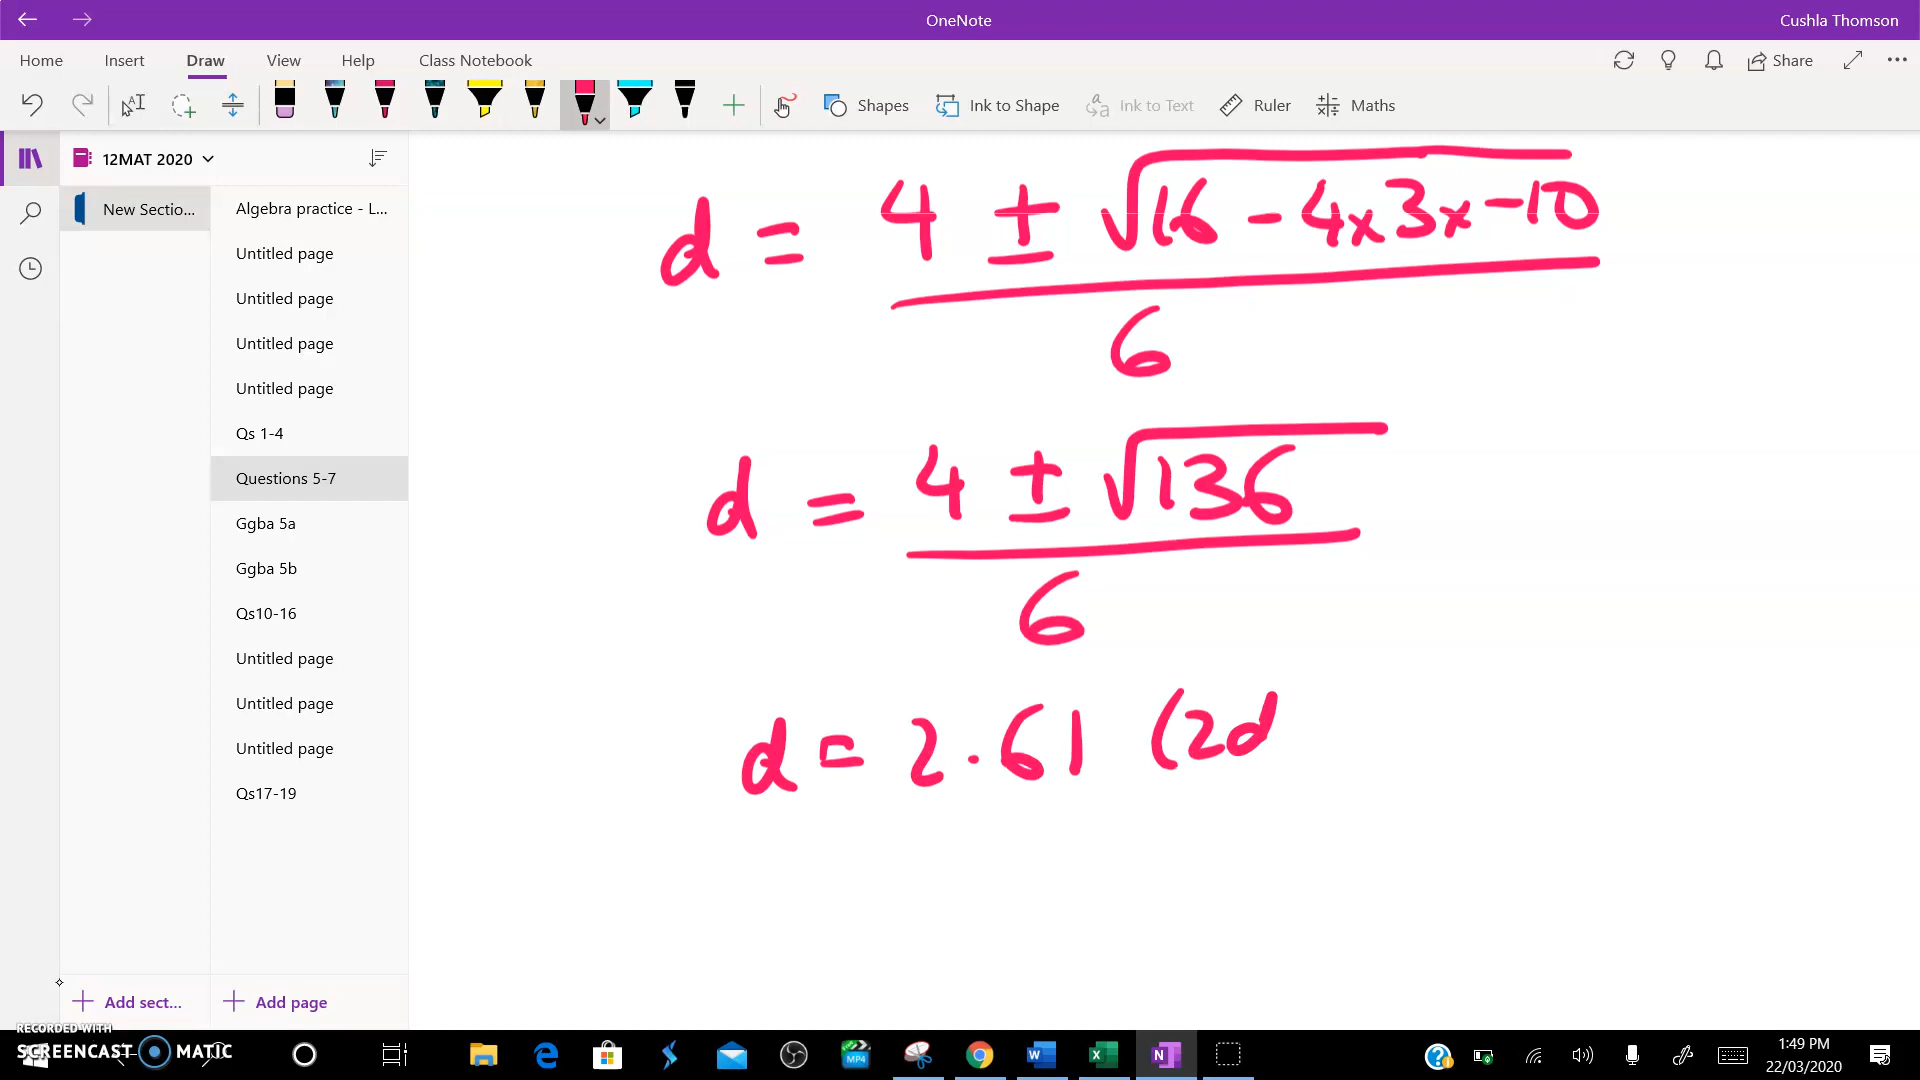 OneNote
Cushla Thomson
Home Insert Draw View Help Class Notebook
Share
Shapes Ink to Shape Ink to Text Ruler Maths
12MAT 2020
New Sectio...
Algebra practice - L...
Untitled page
Untitled page
Untitled page
Untitled page
Qs 1-4
Questions 5-7
Ggba 5a
Ggba 5b
Qs10-16
Untitled page
Untitled page
Untitled page
Qs17-19
Add sect...
Add page
d = 4 ± √16 - 4x3x -10
6
d = 4 ± √136
6
d = 2.61 (2d
RECORDED WITH
SCREENCAST MATIC
MP4
1:49 PM
22/03/2020